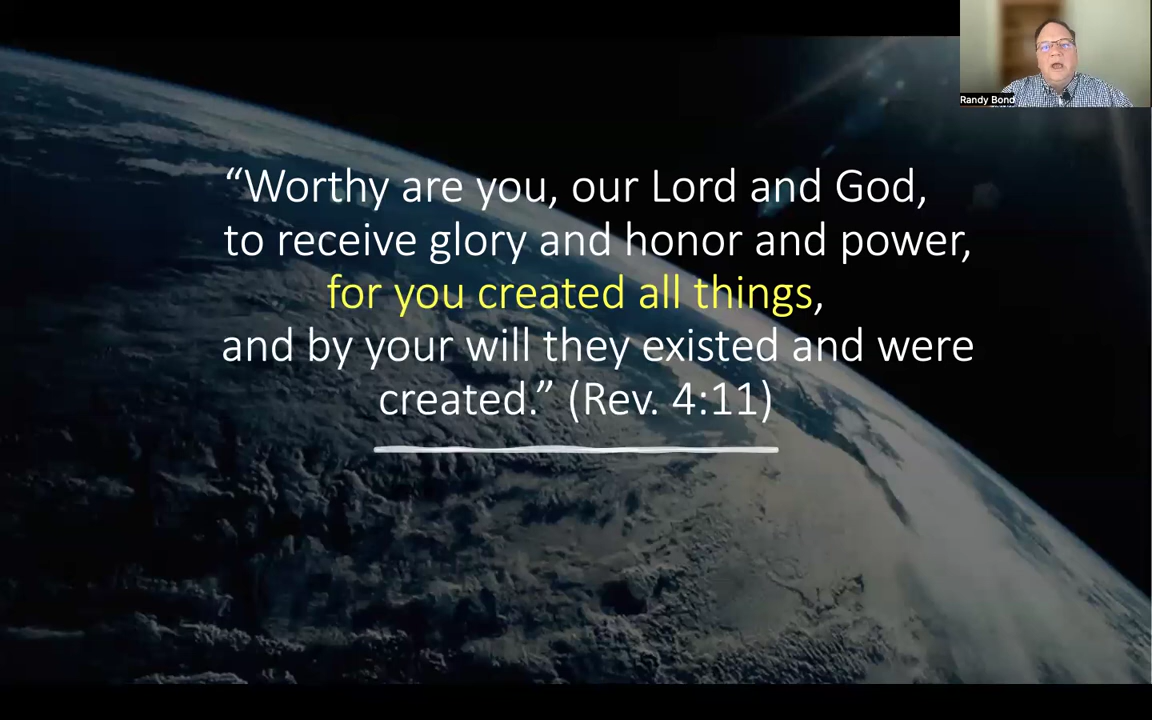 Randy Bond
“Worthy are you, our Lord and God,
to receive glory and honor and power,
for you created all things,
and by your will they existed and were
created.” (Rev. 4:11)